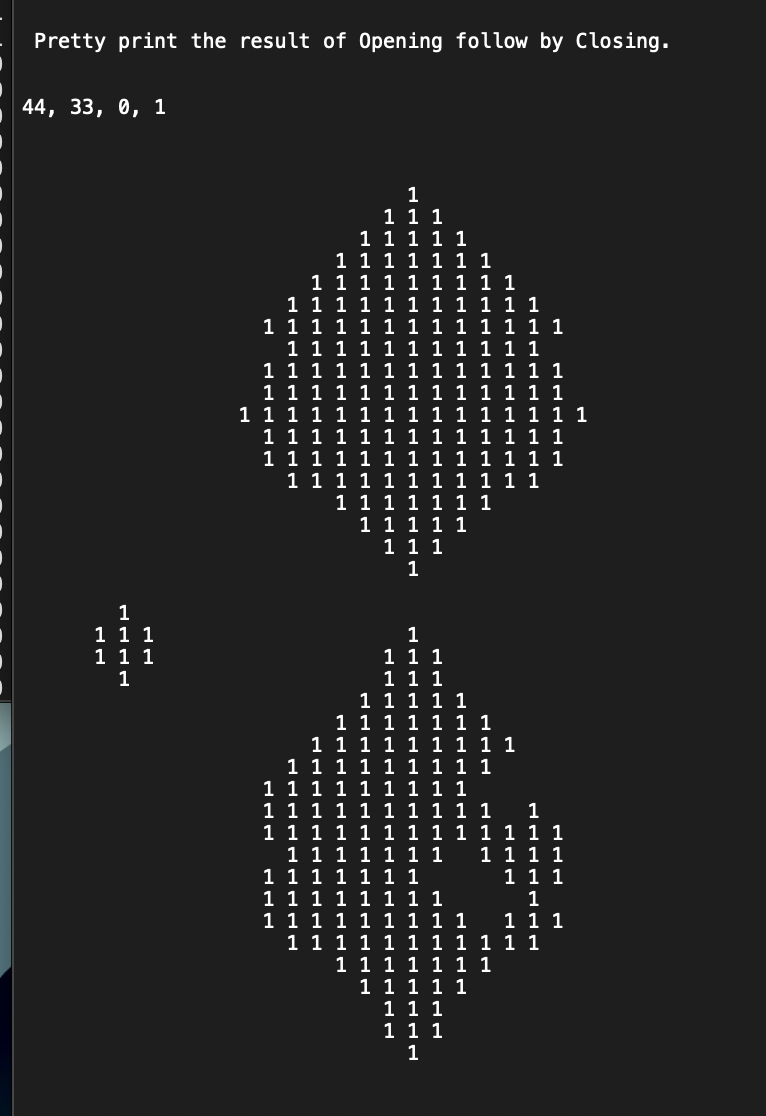 Pretty print the result of Opening follow by Closing.
44, 33, 0, 1
                                1
                              1 1 1
                            1 1 1 1 1
                          1 1 1 1 1 1 1
                        1 1 1 1 1 1 1 1 1
                      1 1 1 1 1 1 1 1 1 1 1
                    1 1 1 1 1 1 1 1 1 1 1 1 1
                      1 1 1 1 1 1 1 1 1 1 1
                    1 1 1 1 1 1 1 1 1 1 1 1 1
                    1 1 1 1 1 1 1 1 1 1 1 1 1
                  1 1 1 1 1 1 1 1 1 1 1 1 1 1 1
                    1 1 1 1 1 1 1 1 1 1 1 1 1
                    1 1 1 1 1 1 1 1 1 1 1 1 1
                      1 1 1 1 1 1 1 1 1 1 1
                          1 1 1 1 1 1 1
                            1 1 1 1 1
                              1 1 1
                                1
        1
      1 1 1                     1
      1 1 1                   1 1 1
        1                     1 1 1
                            1 1 1 1 1
                          1 1 1 1 1 1 1
                        1 1 1 1 1 1 1 1 1
                      1 1 1 1 1 1 1 1 1
                    1 1 1 1 1 1 1 1 1
                    1 1 1 1 1 1 1 1 1 1   1
                    1 1 1 1 1 1 1 1 1 1 1 1 1
                      1 1 1 1 1 1 1   1 1 1 1
                    1 1 1 1 1 1 1       1 1 1
                    1 1 1 1 1 1 1 1       1
                    1 1 1 1 1 1 1 1 1   1 1 1
                      1 1 1 1 1 1 1 1 1 1 1
                          1 1 1 1 1 1 1
                            1 1 1 1 1
                              1 1 1
                              1 1 1
                                1